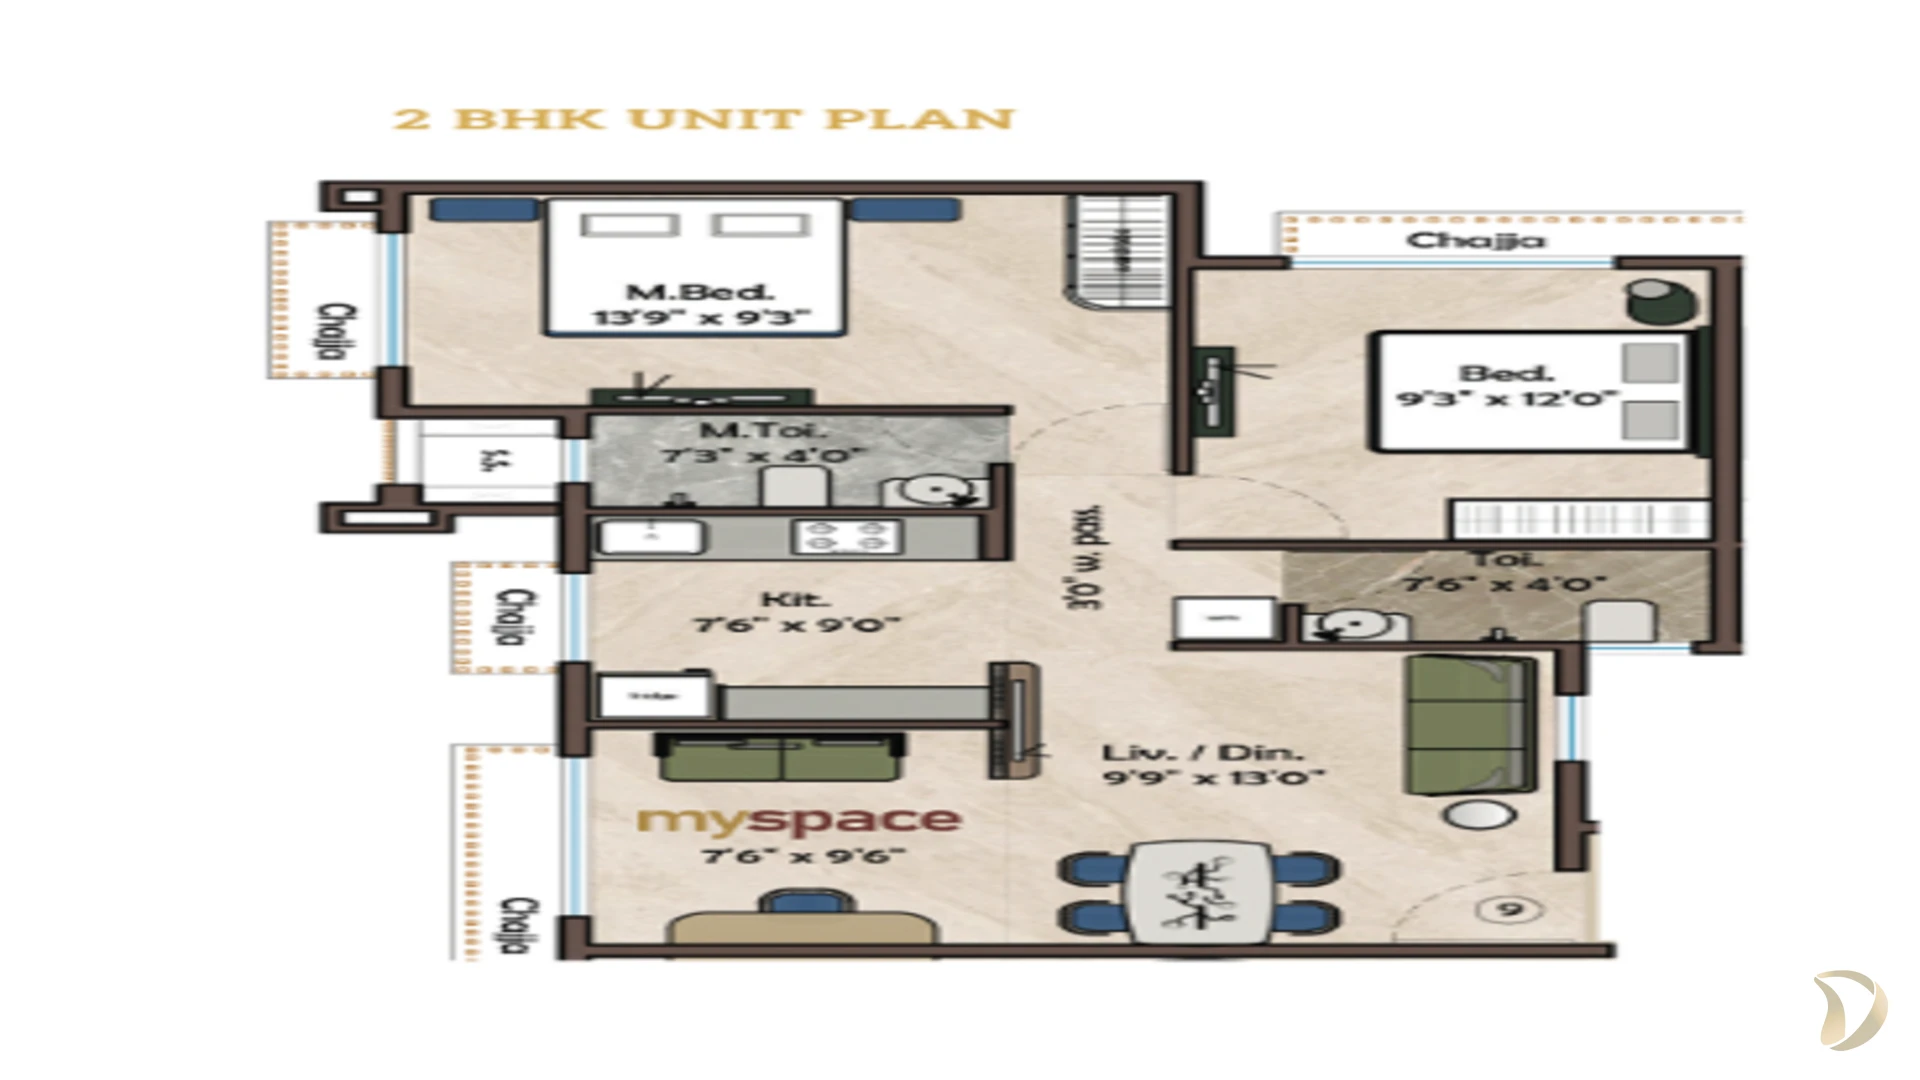 2 BHK UNIT PLAN
Chajja
M.Bed.
13'9" x 9'3"
Chajja
Bed.
9'3" x 12'0"
M.Toi.
7'3" x 4'0"
3'0" w. pass.
Toi.
7'6" x 4'0"
Chajja
Kit.
7'6" x 9'0"
Liv. / Din.
9'9" x 13'0"
myspace
7'6" x 9'6"
Chajja
9